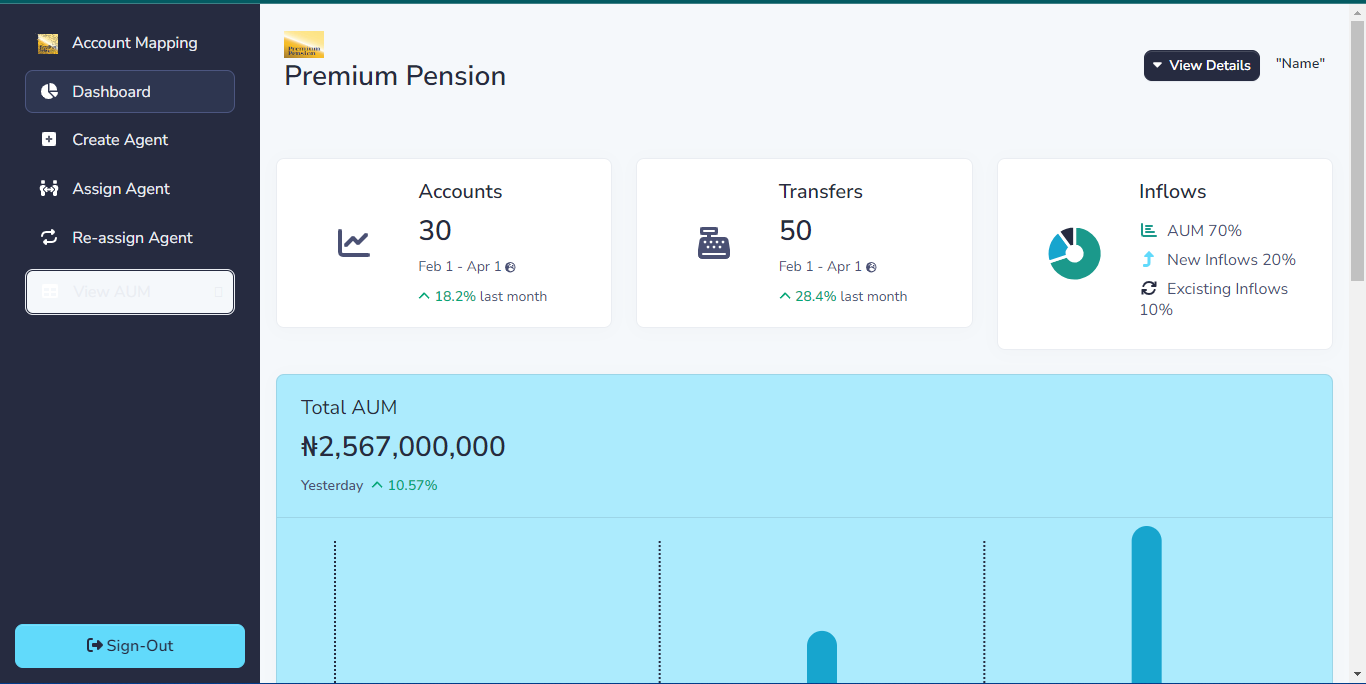 Account Mapping
Dashboard
Create Agent
Assign Agent
Re-assign Agent
View AUM
Sign-Out
Premium
Pension
Premium Pension
View Details
"Name"
Accounts
30
Feb 1 - Apr 1
18.2% last month
Transfers
50
Feb 1 - Apr 1
28.4% last month
Inflows
AUM 70%
New Inflows 20%
Excisting Inflows
10%
Total AUM
₦2,567,000,000
Yesterday 10.57%